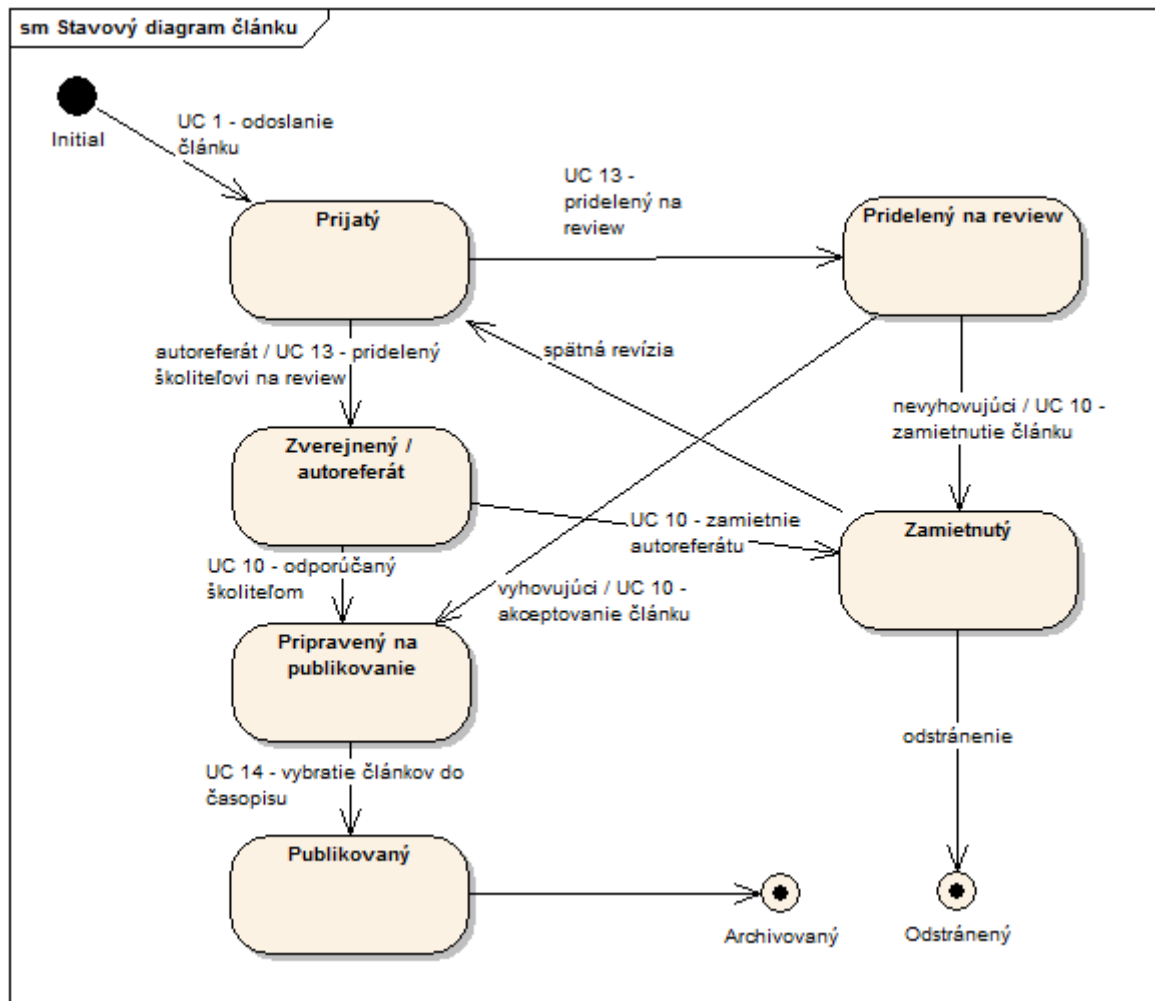 sm Stavový diagram článku
Initial
UC 1 - odoslanie
článku
Prijatý
UC 13 -
pridelený na
review
Pridelený na review
autoreferát / UC 13 - pridelený
školiteľovi na review
spätná revízia
nevyhovujúci / UC 10 -
zamietnutie článku
Zverejnený /
autoreferát
UC 10 - zamietnie
autoreferátu
Zamietnutý
UC 10 - odporúčaný
školiteľom
vyhovujúci / UC 10 -
akceptovanie článku
Pripravený na
publikovanie
odstránenie
UC 14 - vybratie článkov do
časopisu
Publikovaný
Archivovaný
Odstránený